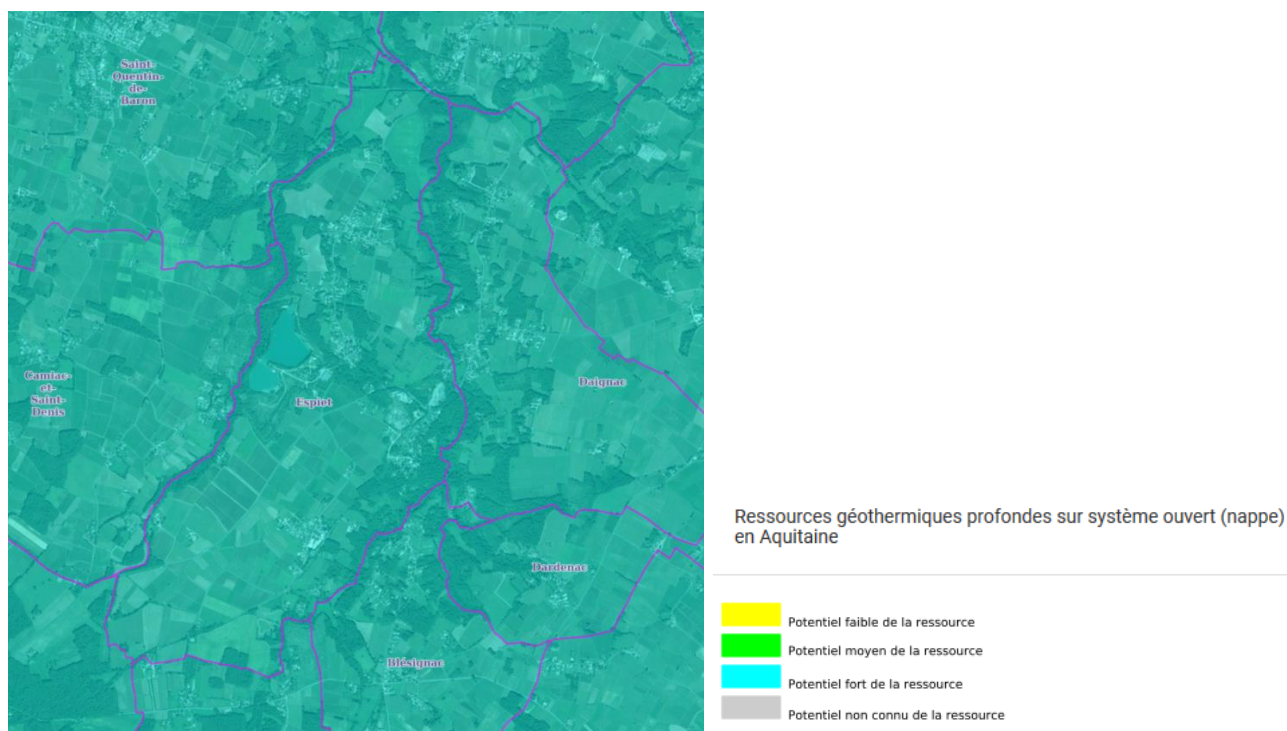 Saint-
Quentin-
de-
Baron
Camiac-
et-
Saint-
Denis
Espiet
Daignac
Dardenac
Blésignac
Ressources géothermiques profondes sur système ouvert (nappe)
en Aquitaine
Potentiel faible de la ressource
Potentiel moyen de la ressource
Potentiel fort de la ressource
Potentiel non connu de la ressource